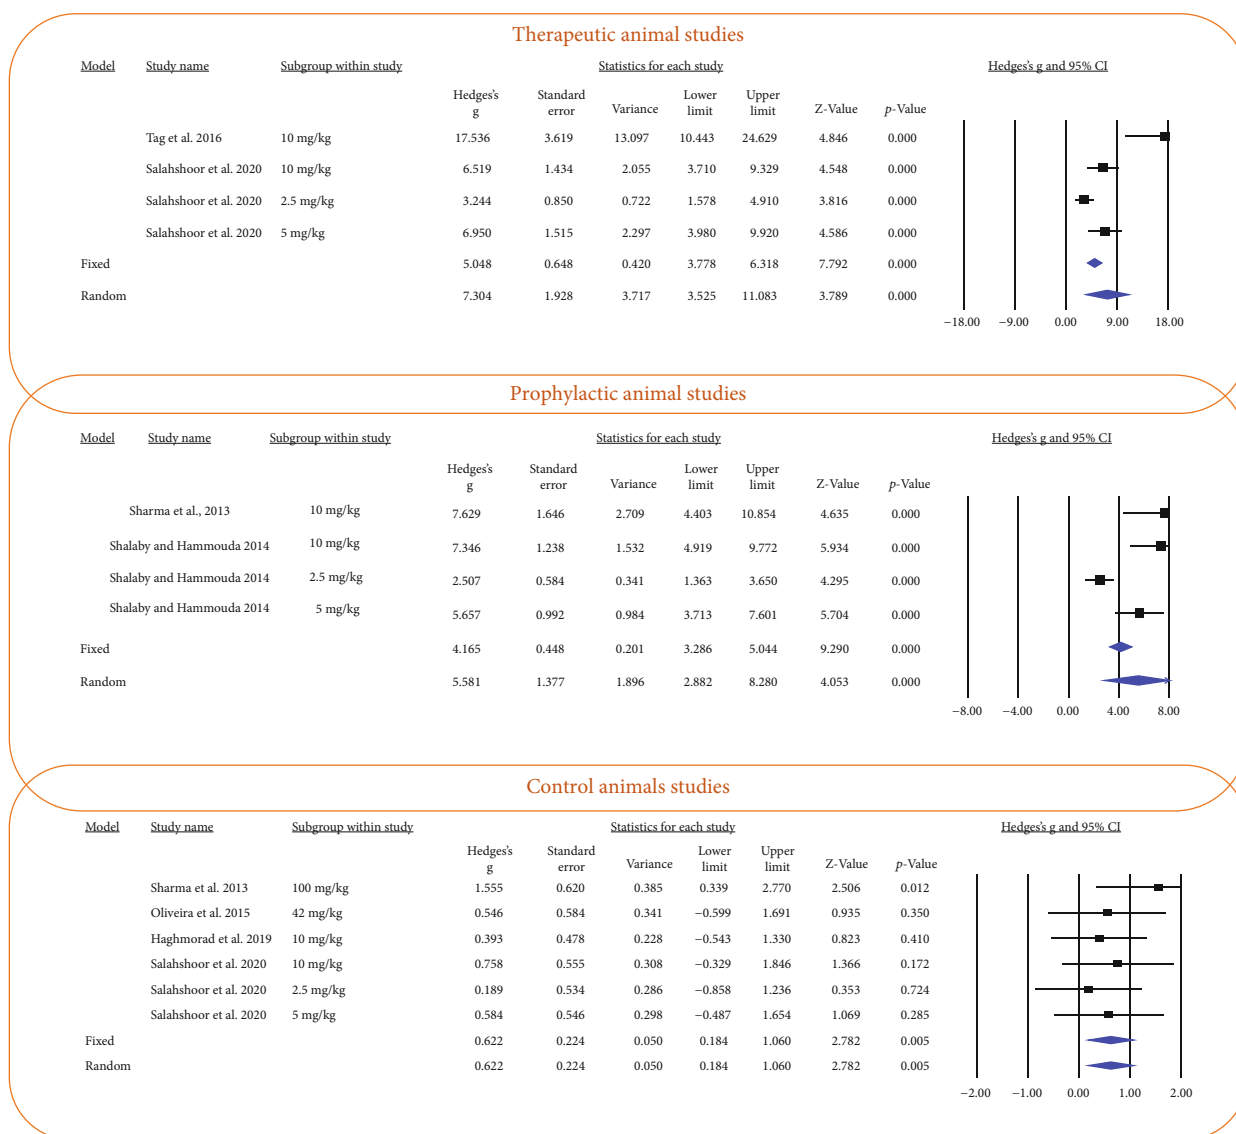 Therapeutic animal studies
Model Study name Subgroup within study Statistics for each study Hedges's g and 95% CI
Hedges's g Standard error Variance Lower limit Upper limit Z-Value p-Value
Tag et al. 2016 10 mg/kg 17.536 3.619 13.097 10.443 24.629 4.846 0.000
Salahshoor et al. 2020 10 mg/kg 6.519 1.434 2.055 3.710 9.329 4.548 0.000
Salahshoor et al. 2020 2.5 mg/kg 3.244 0.850 0.722 1.578 4.910 3.816 0.000
Salahshoor et al. 2020 5 mg/kg 6.950 1.515 2.297 3.980 9.920 4.586 0.000
Fixed 5.048 0.648 0.420 3.778 6.318 7.792 0.000
Random 7.304 1.928 3.717 3.525 11.083 3.789 0.000
−18.00 −9.00 0.00 9.00 18.00
Prophylactic animal studies
Model Study name Subgroup within study Statistics for each study Hedges's g and 95% CI
Hedges's g Standard error Variance Lower limit Upper limit Z-Value p-Value
Sharma et al., 2013 10 mg/kg 7.629 1.646 2.709 4.403 10.854 4.635 0.000
Shalaby and Hammouda 2014 10 mg/kg 7.346 1.238 1.532 4.919 9.772 5.934 0.000
Shalaby and Hammouda 2014 2.5 mg/kg 2.507 0.584 0.341 1.363 3.650 4.295 0.000
Shalaby and Hammouda 2014 5 mg/kg 5.657 0.992 0.984 3.713 7.601 5.704 0.000
Fixed 4.165 0.448 0.201 3.286 5.044 9.290 0.000
Random 5.581 1.377 1.896 2.882 8.280 4.053 0.000
−8.00 −4.00 0.00 4.00 8.00
Control animals studies
Model Study name Subgroup within study Statistics for each study Hedges's g and 95% CI
Hedges's g Standard error Variance Lower limit Upper limit Z-Value p-Value
Sharma et al. 2013 100 mg/kg 1.555 0.620 0.385 0.339 2.770 2.506 0.012
Oliveira et al. 2015 42 mg/kg 0.546 0.584 0.341 −0.599 1.691 0.935 0.350
Haghmorad et al. 2019 10 mg/kg 0.393 0.478 0.228 −0.543 1.330 0.823 0.410
Salahshoor et al. 2020 10 mg/kg 0.758 0.555 0.308 −0.329 1.846 1.366 0.172
Salahshoor et al. 2020 2.5 mg/kg 0.189 0.534 0.286 −0.858 1.236 0.353 0.724
Salahshoor et al. 2020 5 mg/kg 0.584 0.546 0.298 −0.487 1.654 1.069 0.285
Fixed 0.622 0.224 0.050 0.184 1.060 2.782 0.005
Random 0.622 0.224 0.050 0.184 1.060 2.782 0.005
−2.00 −1.00 0.00 1.00 2.00